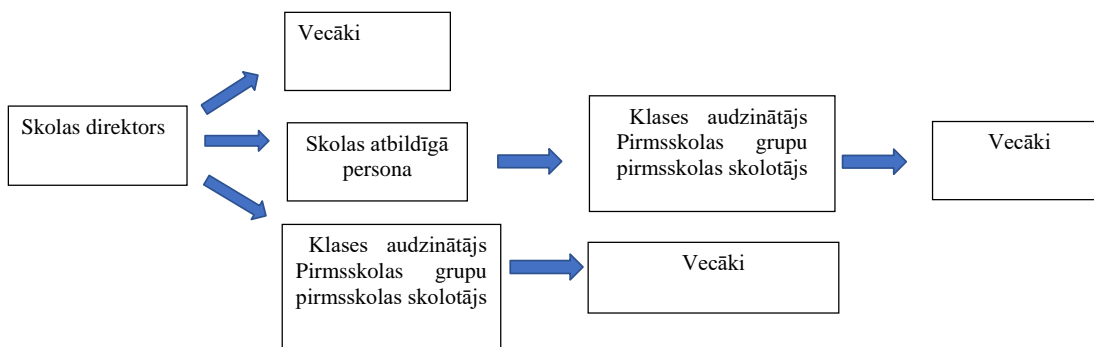 Vecāki
Skolas direktors
Skolas atbildīgā
persona
Klases audzinātājs
Pirmsskolas grupu
pirmsskolas skolotājs
Vecāki
Klases audzinātājs
Pirmsskolas grupu
pirmsskolas skolotājs
Vecāki